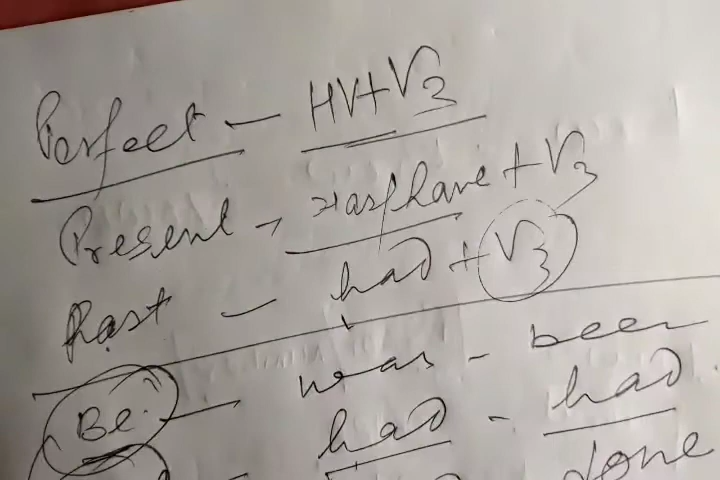 Perfect - HV+V3
Present - Has/have + V3
Past - had + V3
Be. - was - been
had - had
done